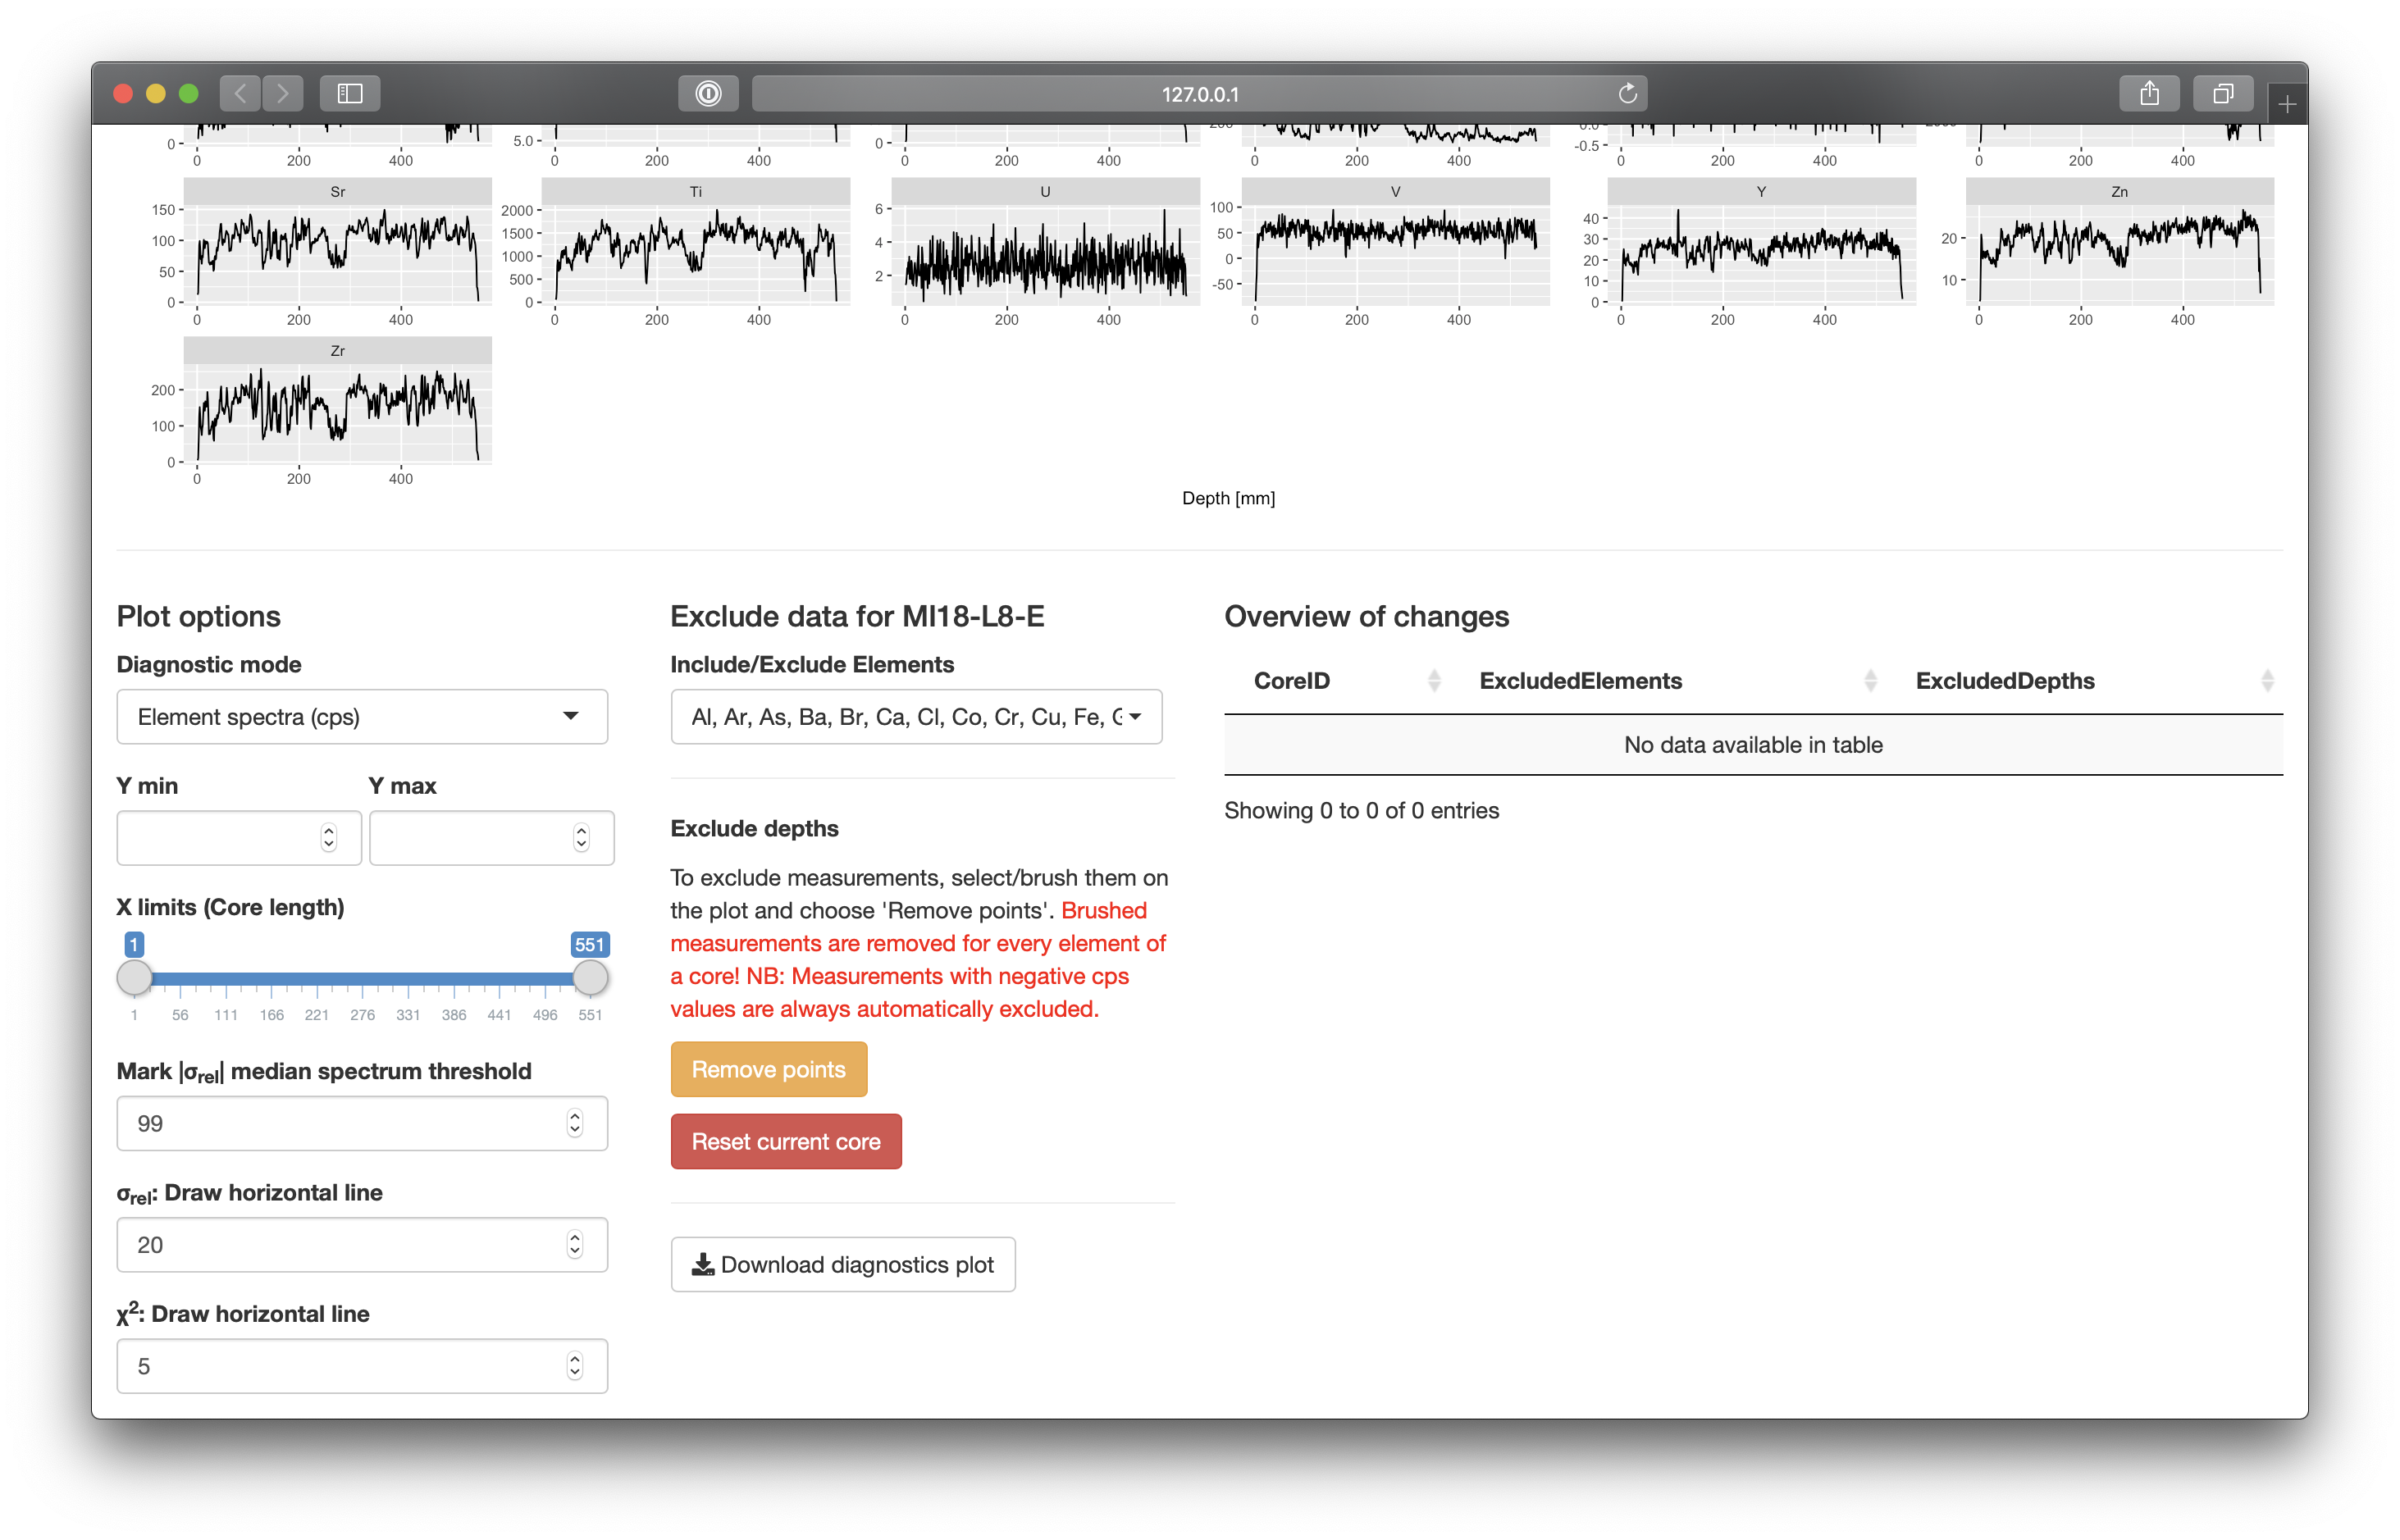 127.0.0.1
0 5.0 0 -0.5
0 200 400 0 200 400 0 200 400 0 200 400 0 200 400 0 200 400
Sr Ti U V Y Zn
150 100 50 0
2000 1500 1000 500 0
6 4 2
100 50 0 -50
40 30 20 10 0
20 10
0 200 400 0 200 400 0 200 400 0 200 400 0 200 400 0 200 400
Zr
200 100 0
0 200 400
Depth [mm]
Plot options
Diagnostic mode
Element spectra (cps)
Y min Y max
X limits (Core length)
1 551
1 56 111 166 221 276 331 386 441 496 551
Mark |σrel| median spectrum threshold
99
σrel: Draw horizontal line
20
χ²: Draw horizontal line
5
Exclude data for MI18-L8-E
Include/Exclude Elements
Al, Ar, As, Ba, Br, Ca, Cl, Co, Cr, Cu, Fe,
Exclude depths
To exclude measurements, select/brush them on
the plot and choose 'Remove points'. Brushed
measurements are removed for every element of
a core! NB: Measurements with negative cps
values are always automatically excluded.
Remove points
Reset current core
Download diagnostics plot
Overview of changes
CoreID ExcludedElements ExcludedDepths
No data available in table
Showing 0 to 0 of 0 entries